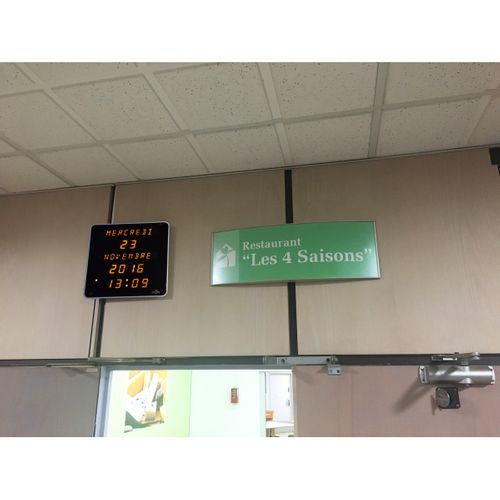 MERCREDI
23
NOVEMBRE
2016
13:09
Restaurant
“Les 4 Saisons”